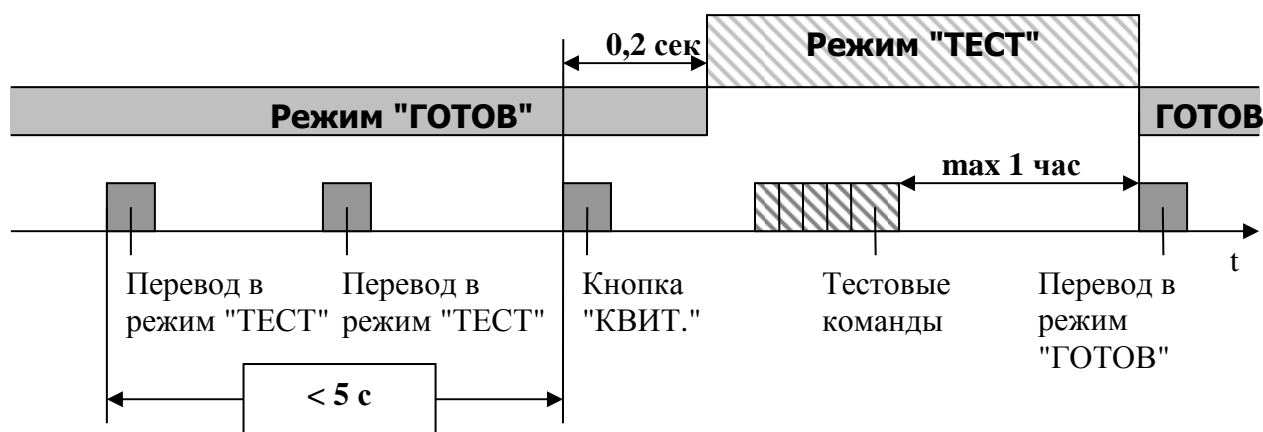 0,2 сек
Режим "ТЕСТ"
Режим "ГОТОВ"
ГОТОВ
max 1 час
t
Перевод в
режим "ТЕСТ"
Перевод в
режим "ТЕСТ"
Кнопка
"КВИТ."
Тестовые
команды
Перевод в
режим
"ГОТОВ"
< 5 с